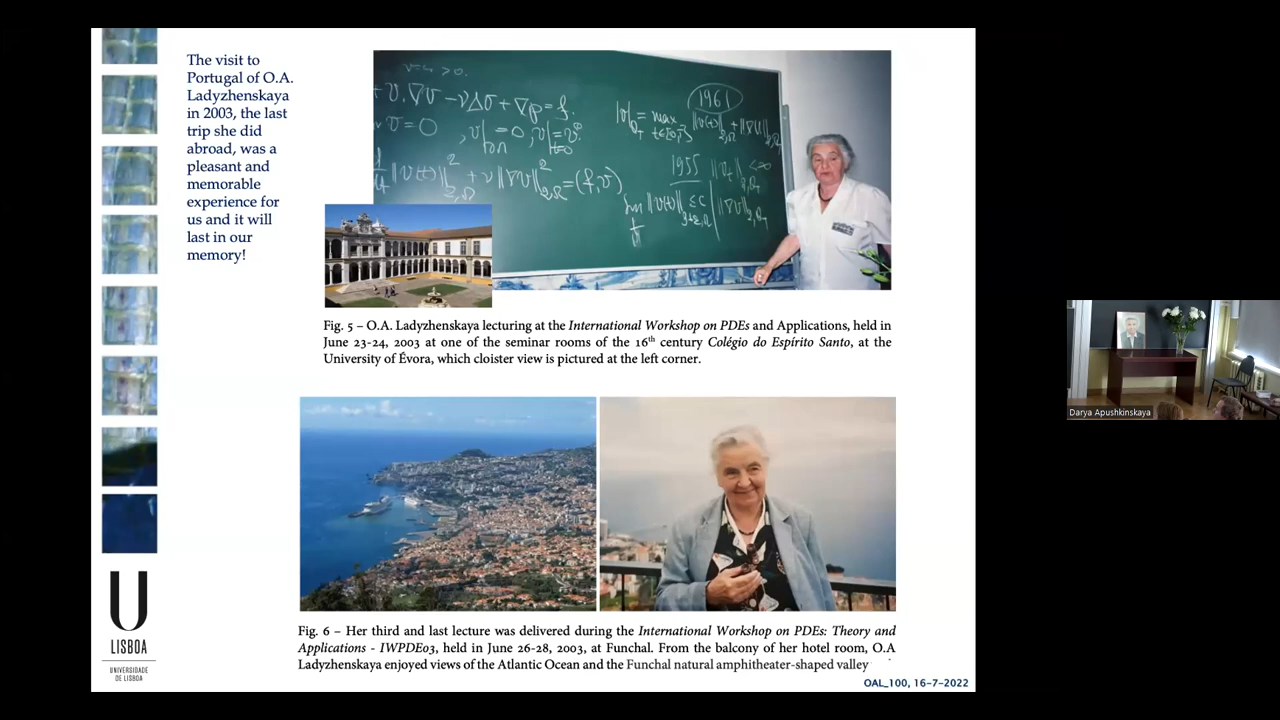 The visit to
Portugal of O.A.
Ladyzhenskaya
in 2003, the last
trip she did
abroad, was a
pleasant and
memorable
experience for
us and it will
last in our
memory!
1961
1955
Fig. 5 – O.A. Ladyzhenskaya lecturing at the International Workshop on PDEs and Applications, held in
June 23-24, 2003 at one of the seminar rooms of the 16th century Colégio do Espírito Santo, at the
University of Évora, which cloister view is pictured at the left corner.
Fig. 6 – Her third and last lecture was delivered during the International Workshop on PDEs: Theory and
Applications - IWPDE03, held in June 26-28, 2003, at Funchal. From the balcony of her hotel room, O.A
Ladyzhenskaya enjoyed views of the Atlantic Ocean and the Funchal natural amphitheater-shaped valley
U
LISBOA
UNIVERSIDADE
DE LISBOA
OAL_100, 16-7-2022
Darya Apushkinskaya